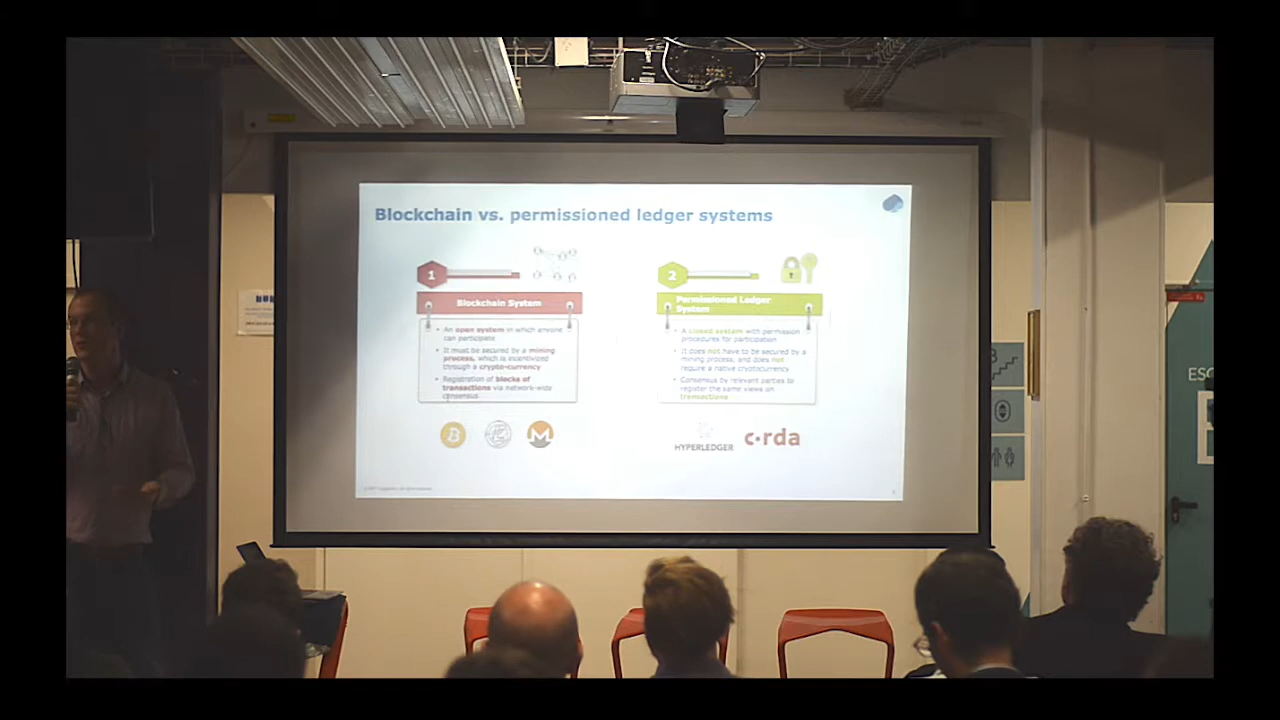 Blockchain vs. permissioned ledger systems
1
Blockchain System
• An open system in which anyone
can participate
• It must be secured by a mining
process, which is incentivized
through a crypto-currency
• Registration of blocks of
transactions via network-wide
consensus
2
Permissioned Ledger
System
• A closed system with permission
procedures for participation
• It does not have to be secured by a
mining process, and does not
require a native cryptocurrency
• Consensus by relevant parties to
register the same views on
transactions
HYPERLEDGER
c·rda
ESC